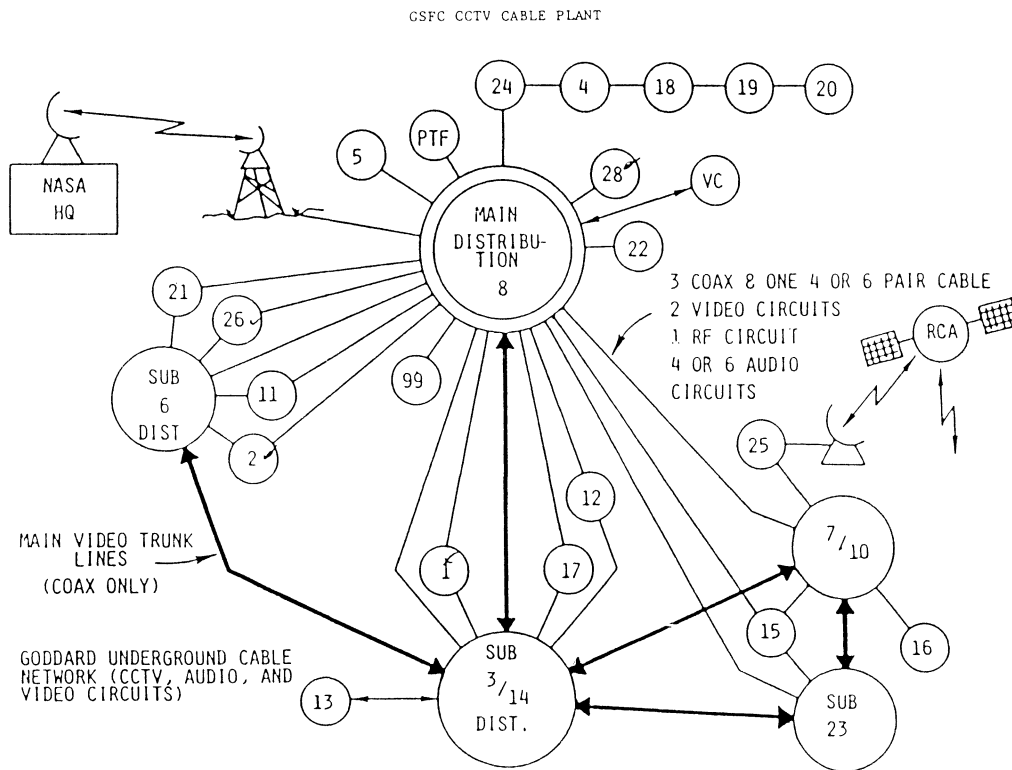 GSFC CCTV CABLE PLANT
24
4
18
19
20
PTF
5
28
VC
NASA
HQ
MAIN
DISTRIBU-
TION
8
22
3 COAX 8 ONE 4 OR 6 PAIR CABLE
2 VIDEO CIRCUITS
1 RF CIRCUIT
4 OR 6 AUDIO
CIRCUITS
RCA
21
26
99
SUB
6
DIST
11
2
25
12
7/10
MAIN VIDEO TRUNK
LINES
(COAX ONLY)
1
17
15
16
GODDARD UNDERGROUND CABLE
NETWORK (CCTV, AUDIO, AND
VIDEO CIRCUITS)
13
SUB
3/14
DIST.
SUB
23